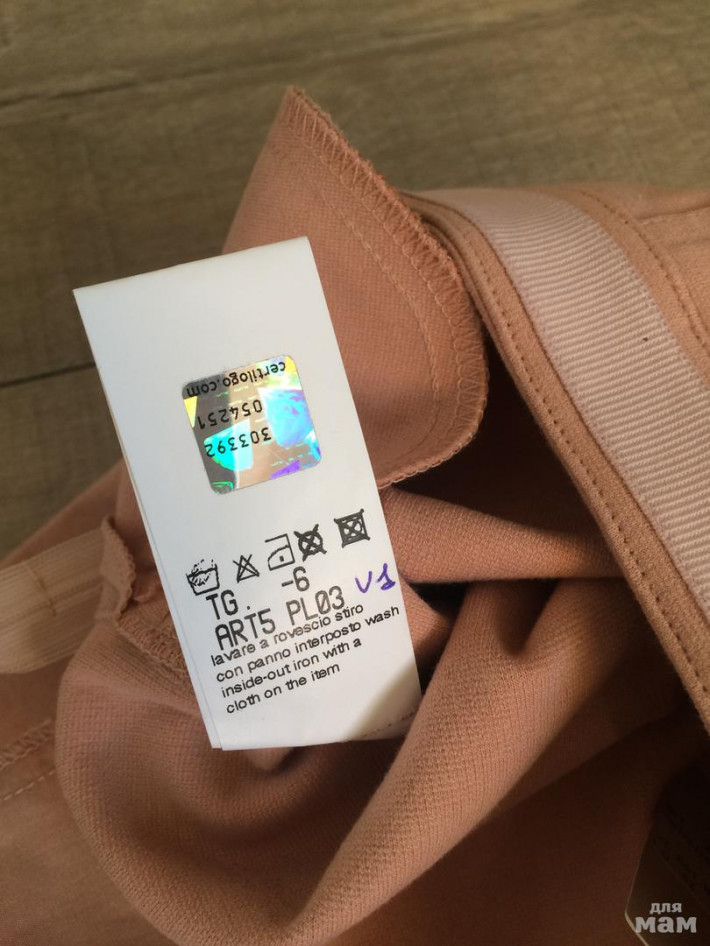 certilogo.com
054251
303392
TG. -6
ART5 PL03 V1
lavare a rovescio stiro
con panno interposto wash
inside-out iron with a
cloth on the item
для
мам